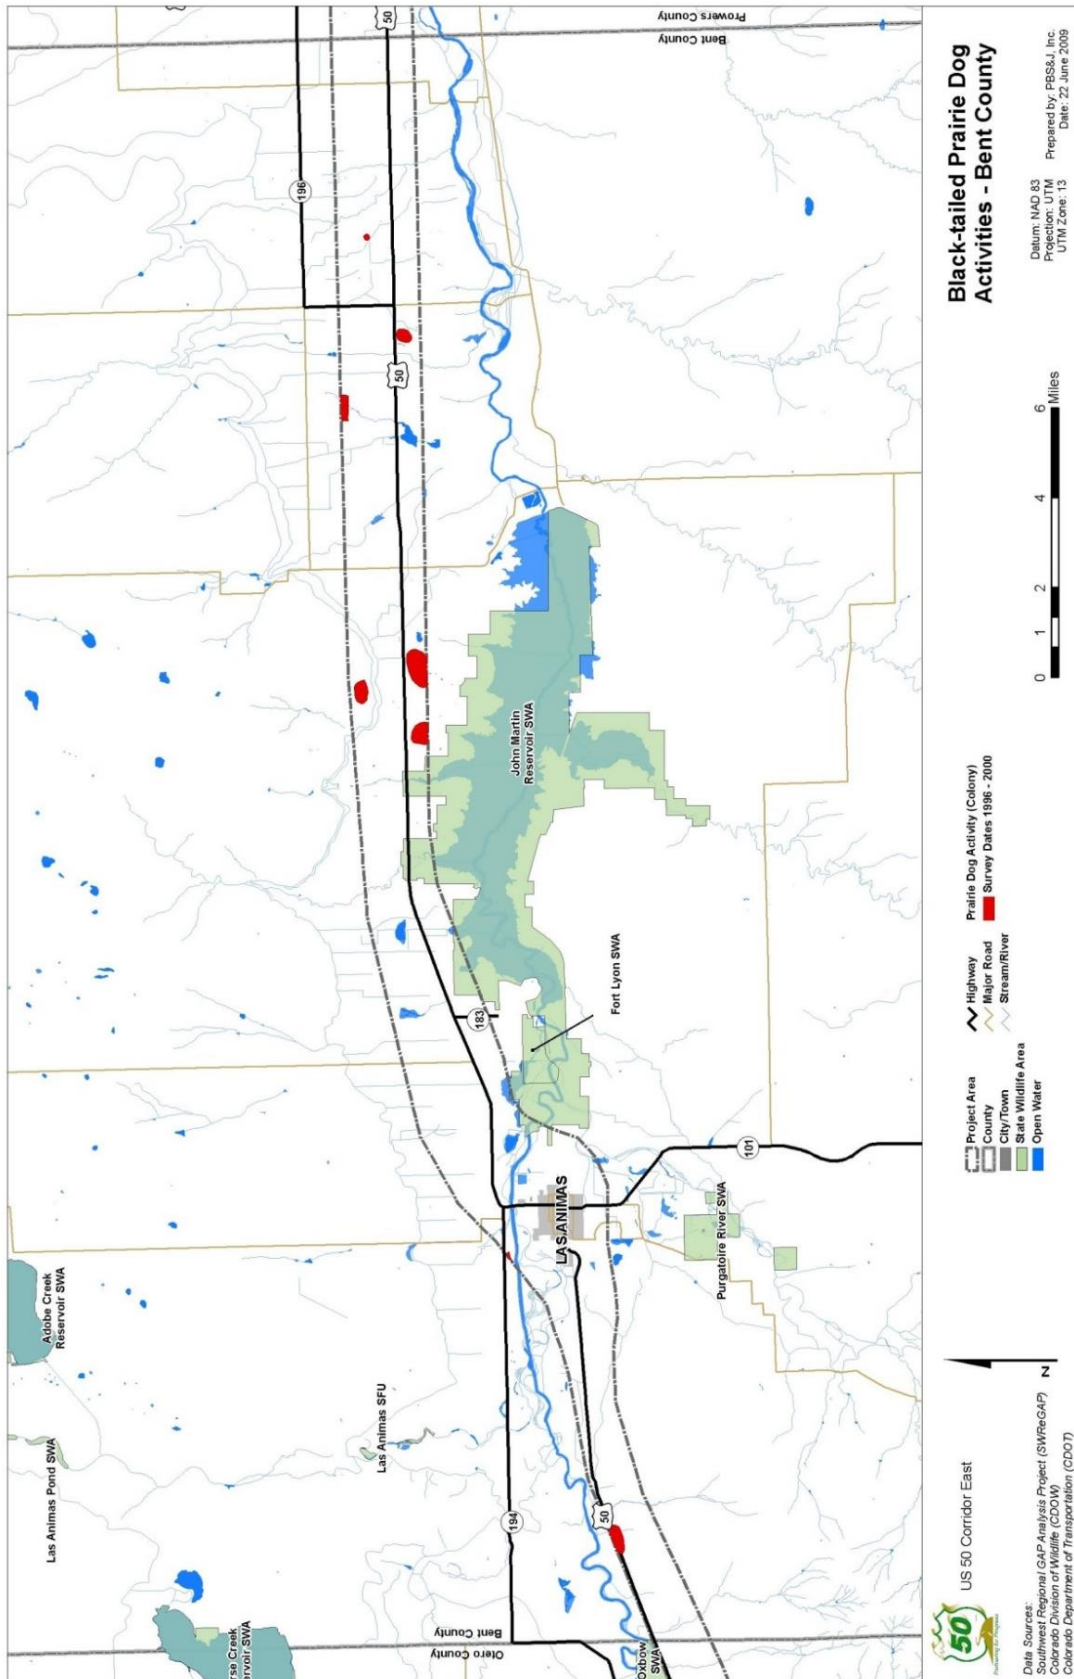 Prowers County
Bent County
50
196
50
John Martin
Reservoir SWA
183
Fort Lyon SWA
Adobe Creek
Reservoir SWA
LAS ANIMAS
101
Purgatoire River SWA
Las Animas Pond SWA
Las Animas SFU
194
50
Bent County
Otero County
rse Creek
ervoir SWA
Oxbow
SWA
50
US 50 Corridor East
Data Sources:
Southwest Regional GAP Analysis Project (SWReGAP)
Colorado Division of Wildlife (CDOW)
Colorado Department of Transportation (CDOT)
N
Project Area
County
City/Town
State Wildlife Area
Open Water
Highway
Major Road
Stream/River
Prairie Dog Activity (Colony)
Survey Dates 1996 - 2000
0 1 2 4 6
Miles
Black-tailed Prairie Dog
Activities - Bent County
Datum: NAD 83
Projection: UTM
UTM Zone: 13
Prepared by: PBS&J, Inc.
Date: 22 June 2009